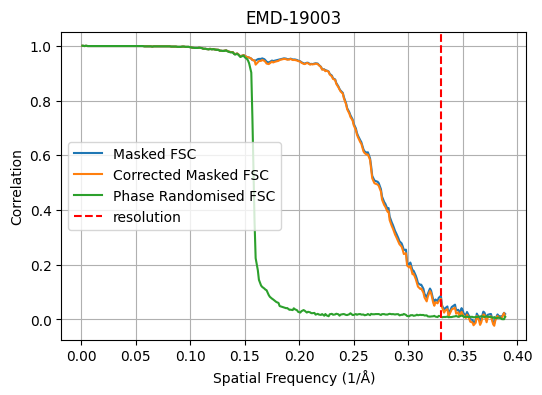 EMD-19003
1.0
0.8
0.6
0.4
0.2
0.0
Correlation
Masked FSC
Corrected Masked FSC
Phase Randomised FSC
resolution
0.00 0.05 0.10 0.15 0.20 0.25 0.30 0.35 0.40
Spatial Frequency (1/Å)